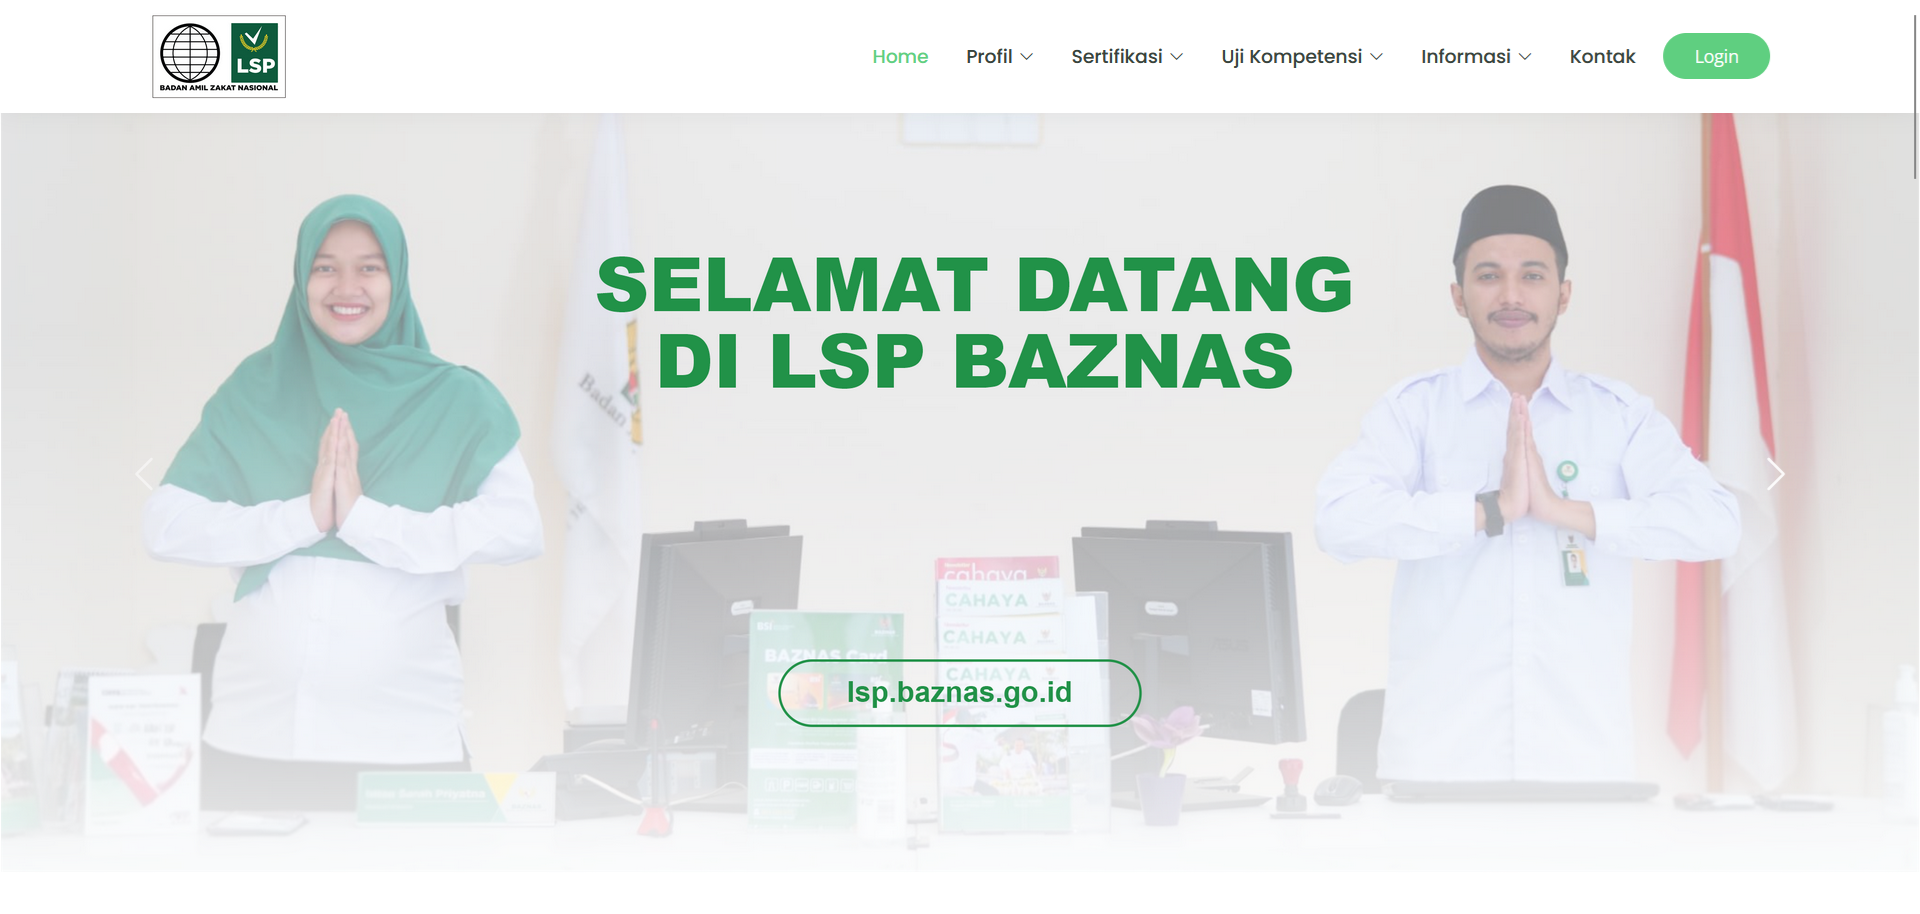 LSP
BADAN AMIL ZAKAT NASIONAL
Home
Profil
Sertifikasi
Uji Kompetensi
Informasi
Kontak
Login
SELAMAT DATANG
DI LSP BAZNAS
Badan
cahaya
CAHAYA
CAHAYA
CAHAYA
BSI
BAZNAS Card
lsp.baznas.go.id